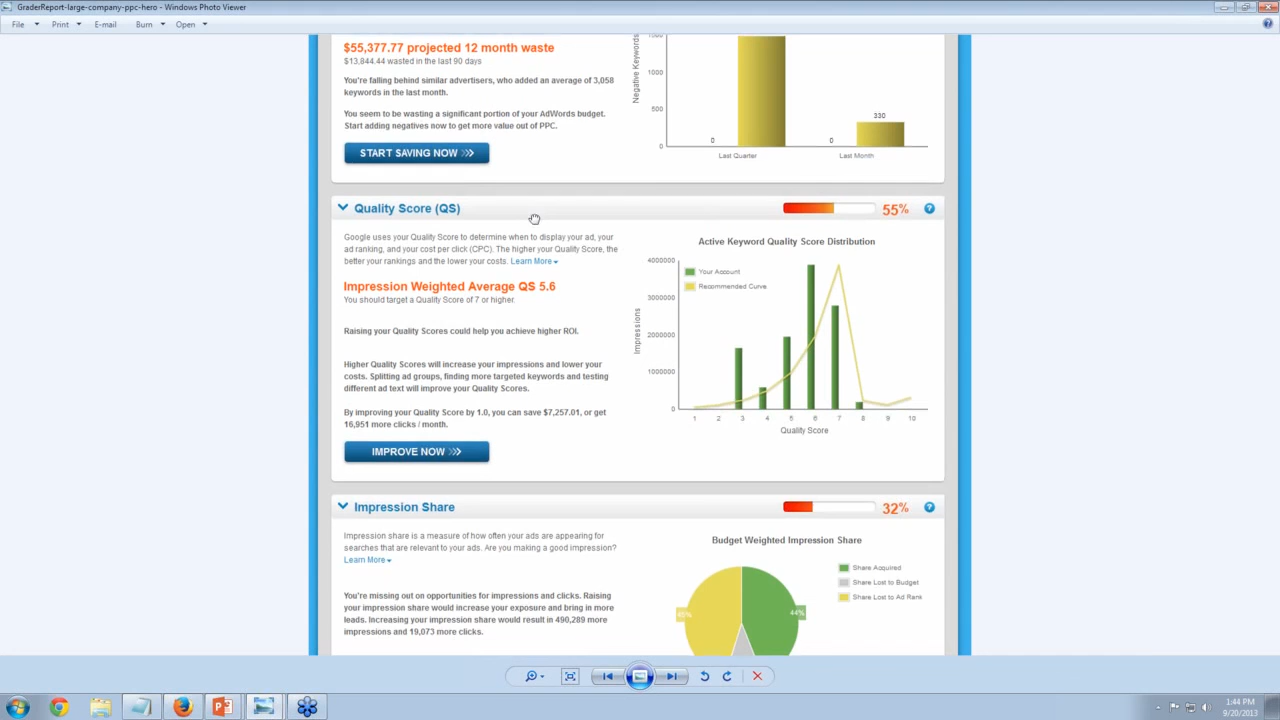 GraderReport-large-company-ppc-hero - Windows Photo Viewer
File Print E-mail Burn Open
$55,377.77 projected 12 month waste
$13,844.44 wasted in the last 90 days
You're falling behind similar advertisers, who added an average of 3,058
keywords in the last month.
You seem to be wasting a significant portion of your AdWords budget.
Start adding negatives now to get more value out of PPC.
START SAVING NOW
Negative Keywords
1500
1000
500
0
0
0
330
Last Quarter
Last Month
Quality Score (QS)
55%
Google uses your Quality Score to determine when to display your ad, your
ad ranking, and your cost per click (CPC). The higher your Quality Score, the
better your rankings and the lower your costs. Learn More
Impression Weighted Average QS 5.6
You should target a Quality Score of 7 or higher.
Raising your Quality Scores could help you achieve higher ROI.
Higher Quality Scores will increase your impressions and lower your
costs. Splitting ad groups, finding more targeted keywords and testing
different ad text will improve your Quality Scores.
By improving your Quality Score by 1.0, you can save $7,257.01, or get
16,951 more clicks / month.
IMPROVE NOW
Active Keyword Quality Score Distribution
Your Account
Recommended Curve
Impressions
4000000
3000000
2000000
1000000
0
1 2 3 4 5 6 7 8 9 10
Quality Score
Impression Share
32%
Impression share is a measure of how often your ads are appearing for
searches that are relevant to your ads. Are you making a good impression?
Learn More
You're missing out on opportunities for impressions and clicks. Raising
your impression share would increase your exposure and bring in more
leads. Increasing your impression share would result in 490,289 more
impressions and 19,073 more clicks.
Budget Weighted Impression Share
Share Acquired
Share Lost to Budget
Share Lost to Ad Rank
44%
1:44 PM
9/20/2013